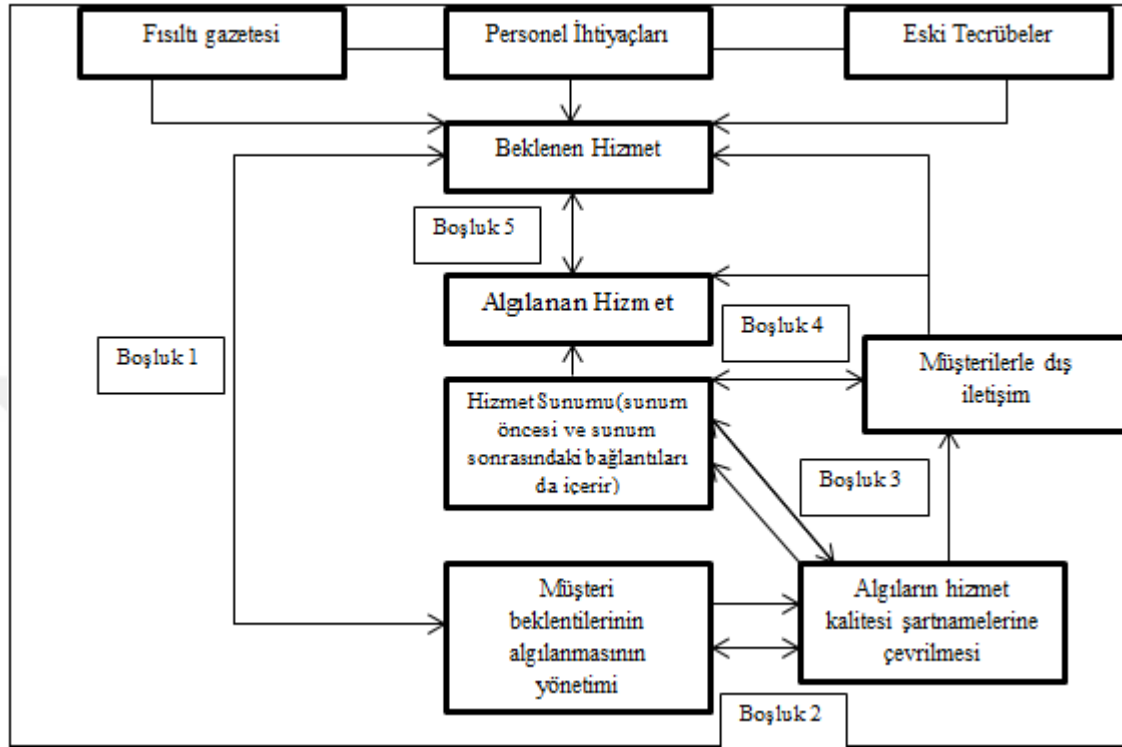 Fısıltı gazetesi
Personel İhtiyaçları
Eski Tecrübeler
Beklenen Hizmet
Boşluk 5
Algılanan Hizmet
Boşluk 4
Boşluk 1
Müşterilerle dış
iletişim
Hizmet Sunumu(sunum
öncesi ve sunum
sonrasındaki bağlantıları
da içerir)
Boşluk 3
Müşteri
beklentilerinin
algılanmasının
yönetimi
Algıların hizmet
kalitesi şartnamelerine
çevrilmesi
Boşluk 2